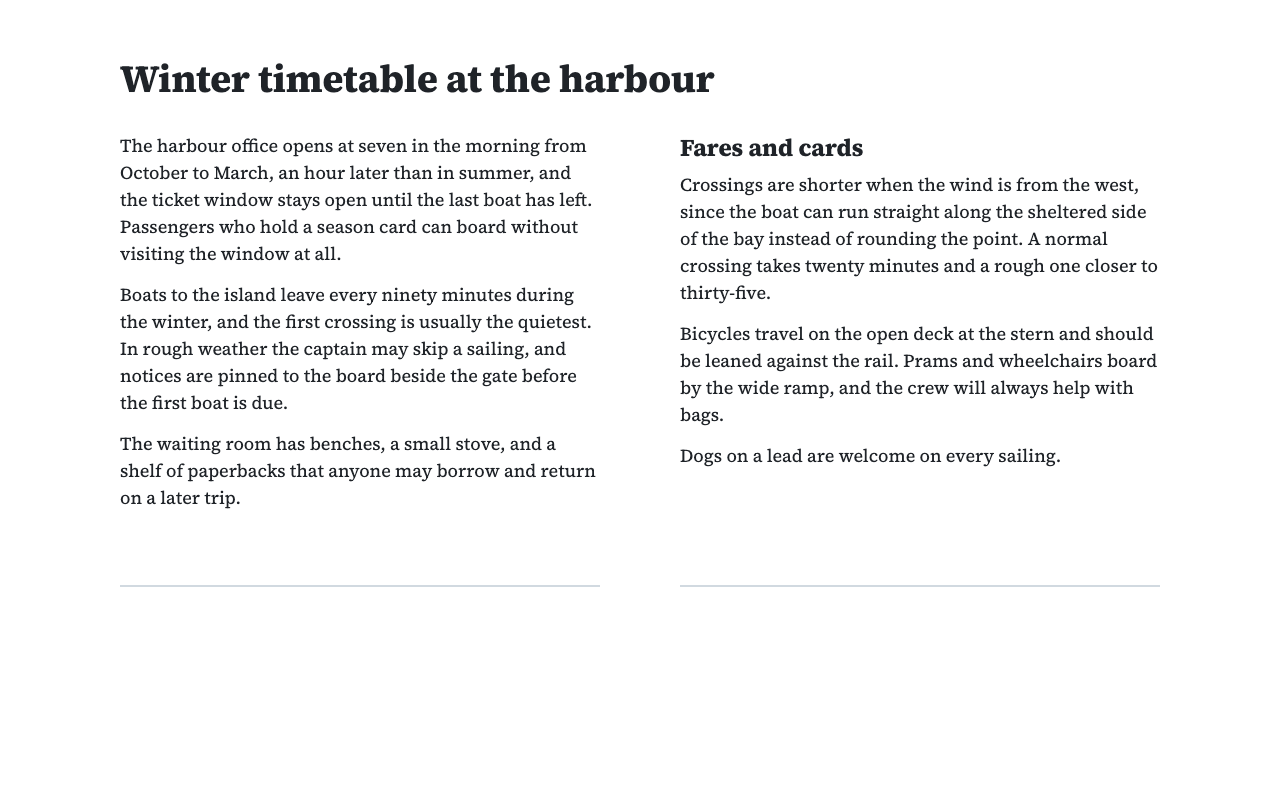 Winter timetable at the harbour
The harbour office opens at seven in the morning from
October to March, an hour later than in summer, and
the ticket window stays open until the last boat has left.
Passengers who hold a season card can board without
visiting the window at all.
Boats to the island leave every ninety minutes during
the winter, and the first crossing is usually the quietest.
In rough weather the captain may skip a sailing, and
notices are pinned to the board beside the gate before
the first boat is due.
The waiting room has benches, a small stove, and a
shelf of paperbacks that anyone may borrow and return
on a later trip.
Fares and cards
Crossings are shorter when the wind is from the west,
since the boat can run straight along the sheltered side
of the bay instead of rounding the point. A normal
crossing takes twenty minutes and a rough one closer to
thirty-five.
Bicycles travel on the open deck at the stern and should
be leaned against the rail. Prams and wheelchairs board
by the wide ramp, and the crew will always help with
bags.
Dogs on a lead are welcome on every sailing.